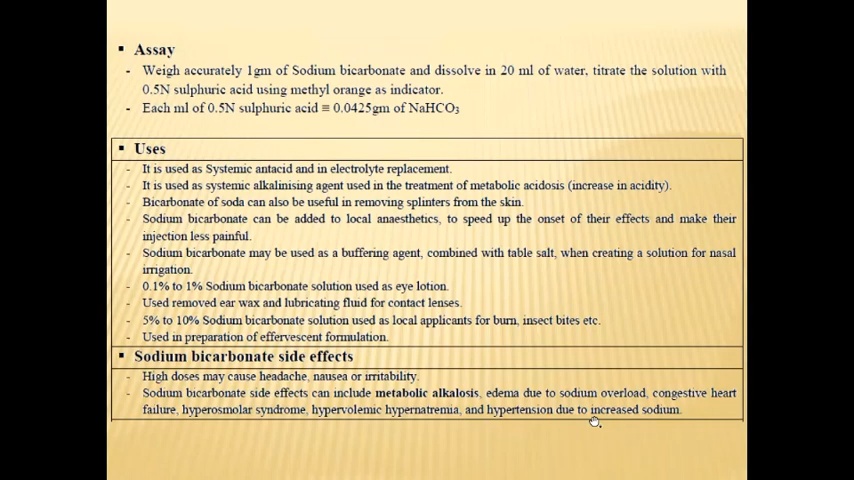 ▪ Assay
- Weigh accurately 1gm of Sodium bicarbonate and dissolve in 20 ml of water, titrate the solution with
0.5N sulphuric acid using methyl orange as indicator.
- Each ml of 0.5N sulphuric acid ≡ 0.0425gm of NaHCO3
▪ Uses
- It is used as Systemic antacid and in electrolyte replacement.
- It is used as systemic alkalinising agent used in the treatment of metabolic acidosis (increase in acidity).
- Bicarbonate of soda can also be useful in removing splinters from the skin.
- Sodium bicarbonate can be added to local anaesthetics, to speed up the onset of their effects and make their
injection less painful.
- Sodium bicarbonate may be used as a buffering agent, combined with table salt, when creating a solution for nasal
irrigation.
- 0.1% to 1% Sodium bicarbonate solution used as eye lotion.
- Used removed ear wax and lubricating fluid for contact lenses.
- 5% to 10% Sodium bicarbonate solution used as local applicants for burn, insect bites etc.
- Used in preparation of effervescent formulation.
▪ Sodium bicarbonate side effects
- High doses may cause headache, nausea or irritability.
- Sodium bicarbonate side effects can include metabolic alkalosis, edema due to sodium overload, congestive heart
failure, hyperosmolar syndrome, hypervolemic hypernatremia, and hypertension due to increased sodium.